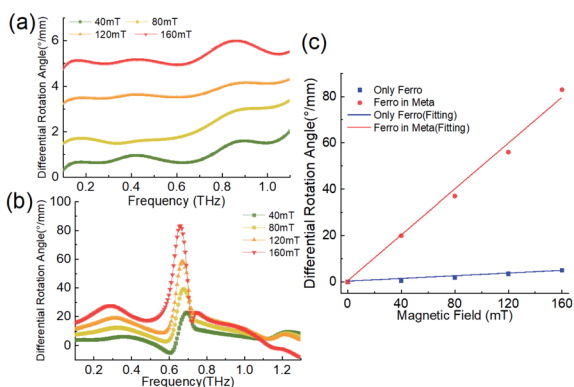 (a)
Differential Rotation Angle(°/mm)
40mT 80mT
120mT 160mT
6
4
2
0
0.2 0.4 0.6 0.8 1.0
Frequency (THz)
(b)
Differential Rotation Angle(°/mm)
40mT
80mT
120mT
160mT
100
80
60
40
20
0
0.2 0.4 0.6 0.8 1.0 1.2
Frequency(THz)
(c)
Differential Rotation Angle(°/mm)
Only Ferro
Ferro in Meta
Only Ferro(Fitting)
Ferro in Meta(Fitting)
80
60
40
20
0
0 40 80 120 160
Magnetic Field (mT)